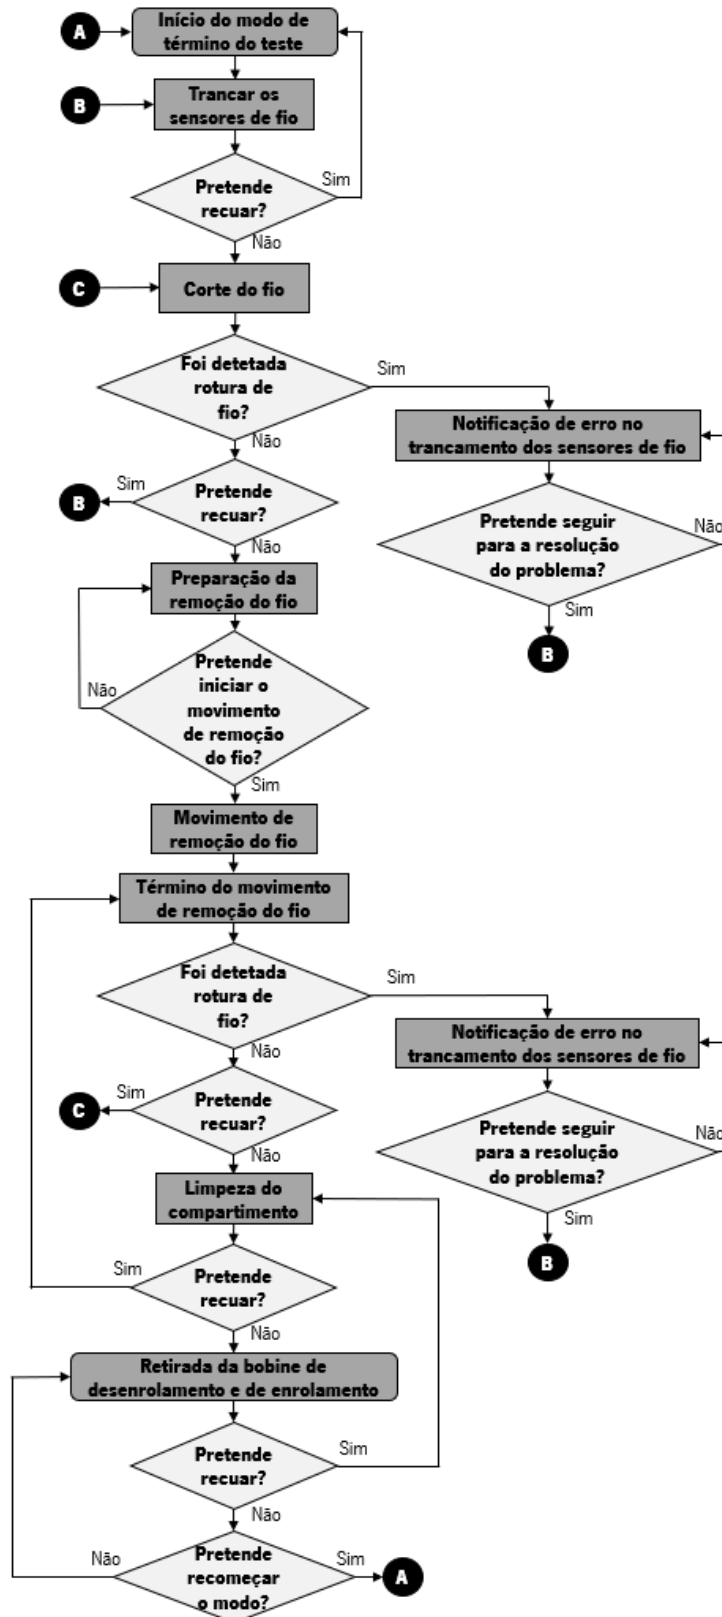 A
Início do modo de
término do teste
B
Trancar os
sensores de fio
Pretende
recuar?
Sim
Não
C
Corte do fio
Foi detetada
rotura de
fio?
Sim
Não
Notificação de erro no
trancamento dos sensores de fio
Pretende
recuar?
Sim
B
Não
Pretende seguir
para a resolução
do problema?
Não
Sim
B
Preparação da
remoção do fio
Pretende
iniciar o
movimento
de remoção
do fio?
Não
Sim
Movimento de
remoção do fio
Término do movimento
de remoção do fio
Foi detetada
rotura de
fio?
Sim
Não
Notificação de erro no
trancamento dos sensores de fio
Pretende
recuar?
Sim
C
Não
Pretende seguir
para a resolução
do problema?
Não
Sim
B
Limpeza do
compartimento
Pretende
recuar?
Sim
Não
Retirada da bobine de
desenrolamento e de enrolamento
Pretende
recuar?
Sim
Não
Pretende
recomeçar
o modo?
Não
Sim
A